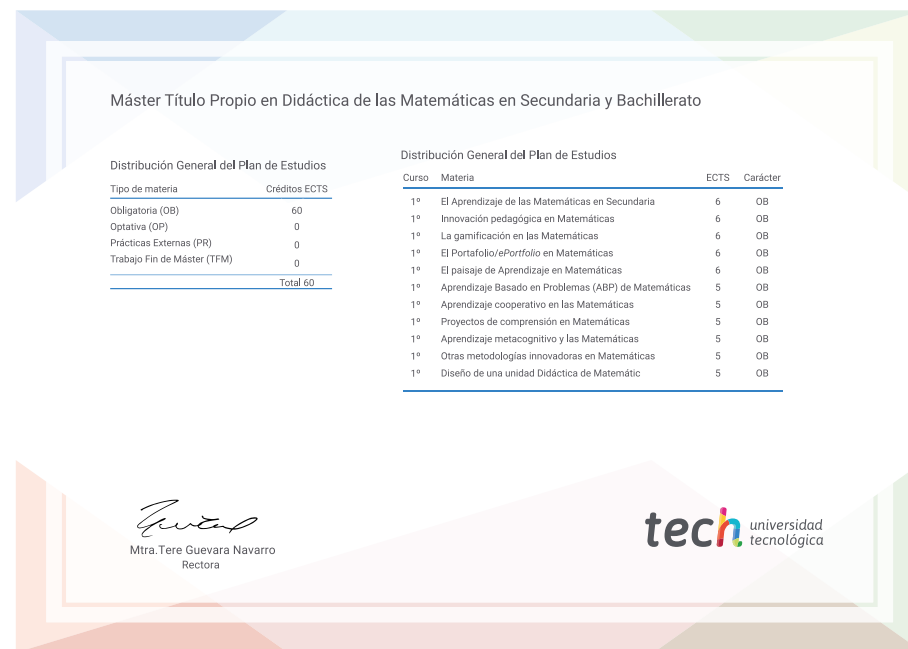 Máster Título Propio en Didáctica de las Matemáticas en Secundaria y Bachillerato
Distribución General del Plan de Estudios
Tipo de materia Créditos ECTS
Obligatoria (OB) 60
Optativa (OP) 0
Prácticas Externas (PR) 0
Trabajo Fin de Máster (TFM) 0
Total 60
Distribución General del Plan de Estudios
Curso Materia ECTS Carácter
1º El Aprendizaje de las Matemáticas en Secundaria 6 OB
1º Innovación pedagógica en Matemáticas 6 OB
1º La gamificación en las Matemáticas 6 OB
1º El Portafolio/ePortfolio en Matemáticas 6 OB
1º El paisaje de Aprendizaje en Matemáticas 6 OB
1º Aprendizaje Basado en Problemas (ABP) de Matemáticas 5 OB
1º Aprendizaje cooperativo en las Matemáticas 5 OB
1º Proyectos de comprensión en Matemáticas 5 OB
1º Aprendizaje metacognitivo y las Matemáticas 5 OB
1º Otras metodologías innovadoras en Matemáticas 5 OB
1º Diseño de una unidad Didáctica de Matemátic 5 OB
Mtra.Tere Guevara Navarro
Rectora
tech universidad
tecnológica